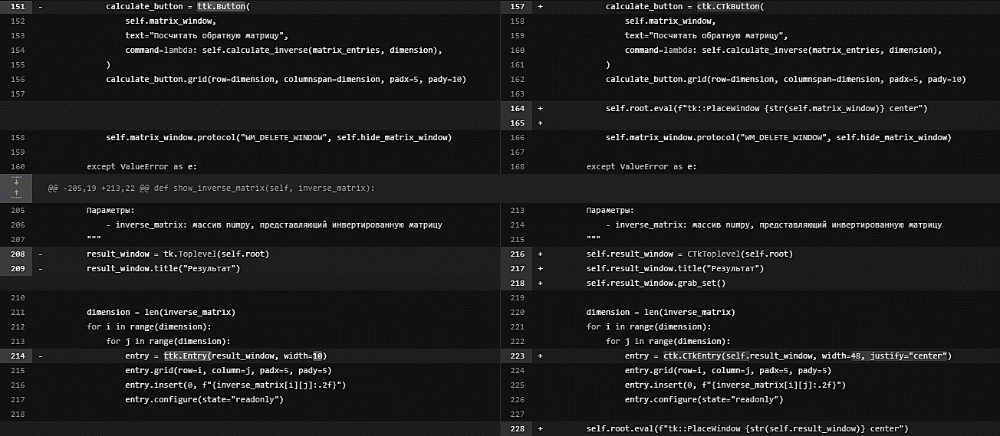 151 - calculate_button = ttk.Button(
152 self.matrix_window,
153 text="Посчитать обратную матрицу",
154 command=lambda: self.calculate_inverse(matrix_entries, dimension),
155 )
156 calculate_button.grid(row=dimension, columnspan=dimension, padx=5, pady=10)
157
158 self.matrix_window.protocol("WM_DELETE_WINDOW", self.hide_matrix_window)
159
160 except ValueError as e:
157 + calculate_button = ctk.CTkButton(
158 self.matrix_window,
159 text="Посчитать обратную матрицу",
160 command=lambda: self.calculate_inverse(matrix_entries, dimension),
161 )
162 calculate_button.grid(row=dimension, columnspan=dimension, padx=5, pady=10)
163
164 + self.root.eval(f"tk::PlaceWindow {str(self.matrix_window)} center")
165 +
166 self.matrix_window.protocol("WM_DELETE_WINDOW", self.hide_matrix_window)
167
168 except ValueError as e:
@@ -205,19 +213,22 @@ def show_inverse_matrix(self, inverse_matrix):
205 Параметры:
206 - inverse_matrix: массив numpy, представляющий инвертированную матрицу
207 """
208 - result_window = tk.Toplevel(self.root)
209 - result_window.title("Результат")
210
211 dimension = len(inverse_matrix)
212 for i in range(dimension):
213 for j in range(dimension):
214 - entry = ttk.Entry(result_window, width=10)
215 entry.grid(row=i, column=j, padx=5, pady=5)
216 entry.insert(0, f"{inverse_matrix[i][j]:.2f}")
217 entry.configure(state="readonly")
218
213 Параметры:
214 - inverse_matrix: массив numpy, представляющий инвертированную матрицу
215 """
216 + self.result_window = CTkToplevel(self.root)
217 + self.result_window.title("Результат")
218 + self.result_window.grab_set()
219
220 dimension = len(inverse_matrix)
221 for i in range(dimension):
222 for j in range(dimension):
223 + entry = ctk.CTkEntry(self.result_window, width=48, justify="center")
224 entry.grid(row=i, column=j, padx=5, pady=5)
225 entry.insert(0, f"{inverse_matrix[i][j]:.2f}")
226 entry.configure(state="readonly")
227
228 + self.root.eval(f"tk::PlaceWindow {str(self.result_window)} center")